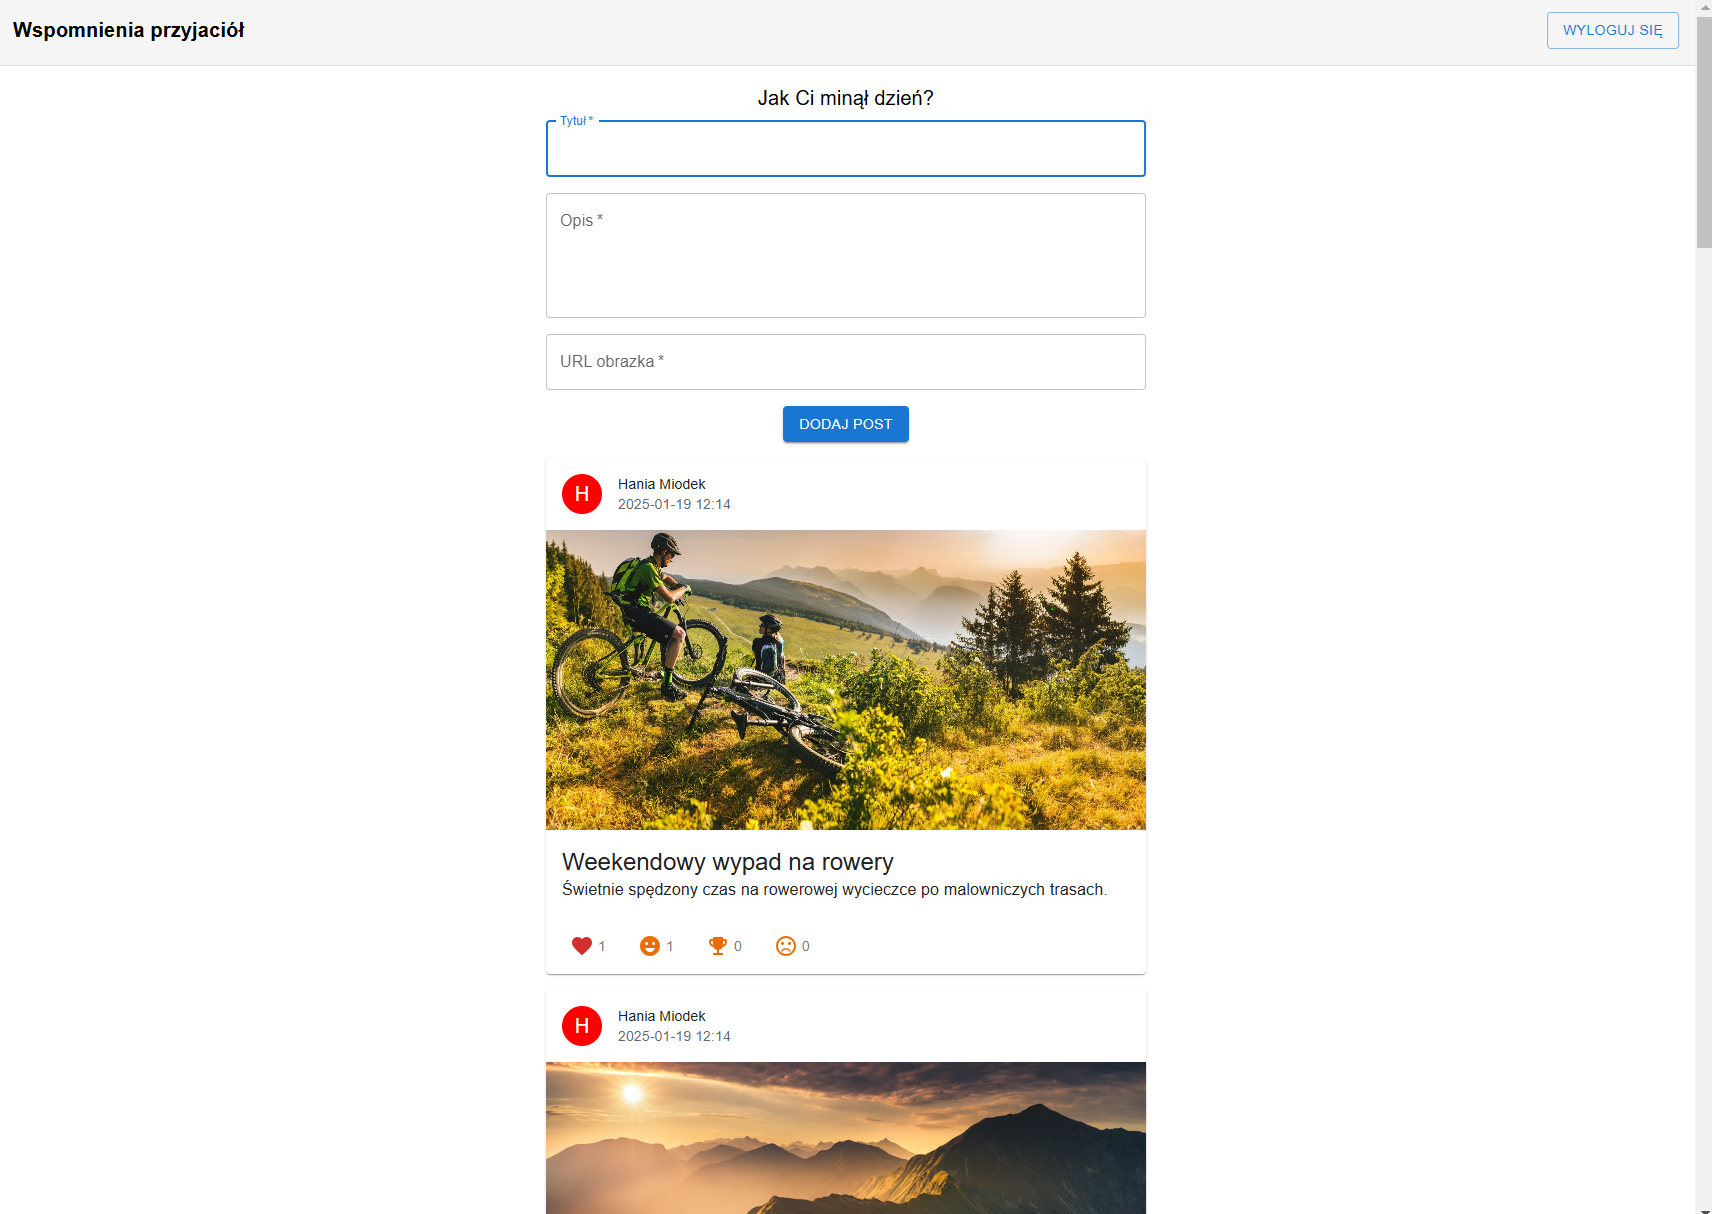 Wspomnienia przyjaciół
WYLOGUJ SIĘ
Jak Ci minął dzień?
Tytuł *
Opis *
URL obrazka *
DODAJ POST
H
Hania Miodek
2025-01-19 12:14
Weekendowy wypad na rowery
Świetnie spędzony czas na rowerowej wycieczce po malowniczych trasach.
1 1 0 0
H
Hania Miodek
2025-01-19 12:14